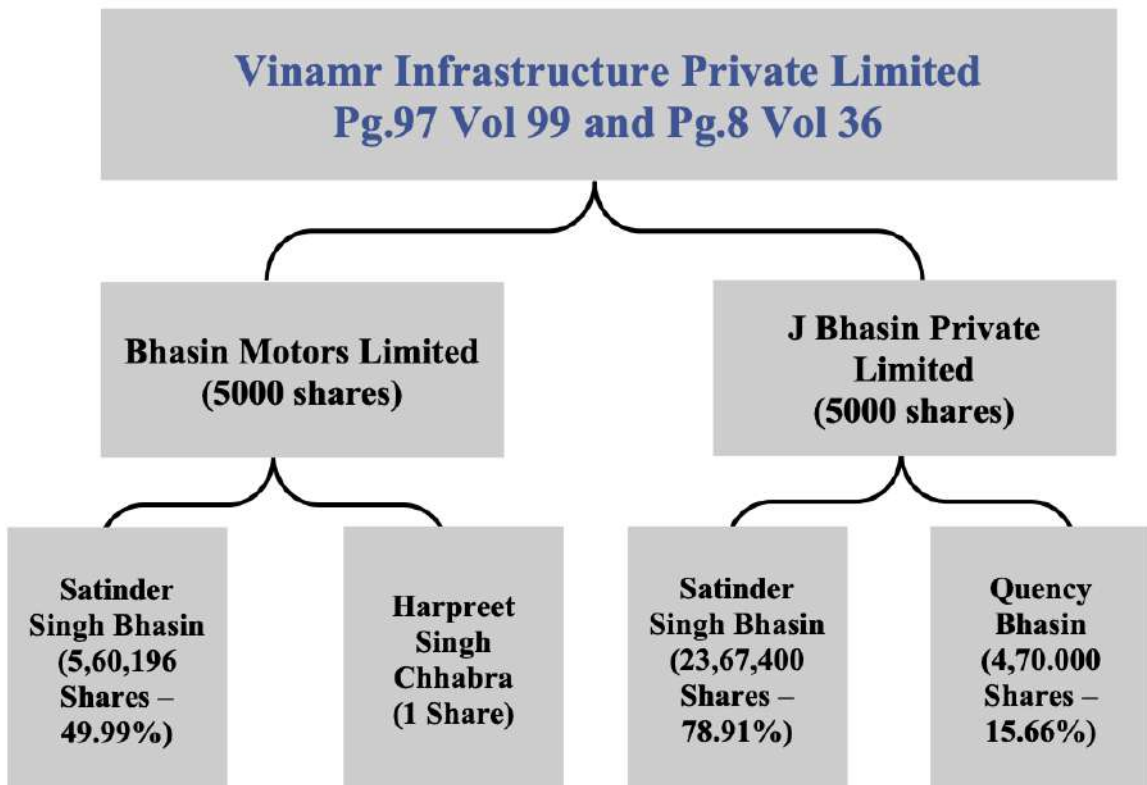 Vinamr Infrastructure Private Limited
Pg.97 Vol 99 and Pg.8 Vol 36
Bhasin Motors Limited
(5000 shares)
J Bhasin Private
Limited
(5000 shares)
Satinder
Singh Bhasin
(5,60,196
Shares –
49.99%)
Harpreet
Singh
Chhabra
(1 Share)
Satinder
Singh Bhasin
(23,67,400
Shares –
78.91%)
Quency
Bhasin
(4,70.000
Shares –
15.66%)